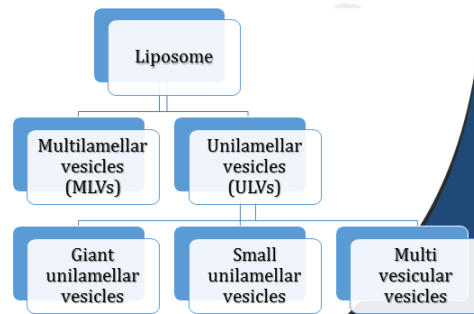 Liposome
Multilamellar
vesicles
(MLVs)
Unilamellar
vesicles
(ULVs)
Giant
unilamellar
vesicles
Small
unilamellar
vesicles
Multi
vesicular
vesicles